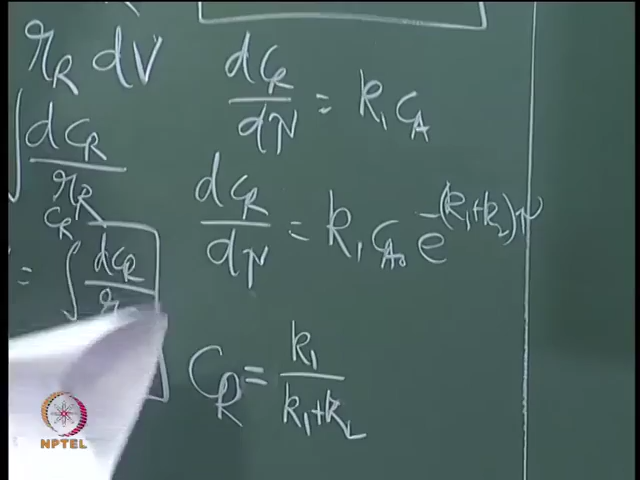 r_R dV
dC_R/dτ = k_1 C_A
∫ dC_R/r_R
dC_R/dτ = k_1 C_A0 e^-(k_1+k_2)τ
C_R
= ∫ dC_R/r
C_R = k_1/(k_1+k_2)
NPTEL